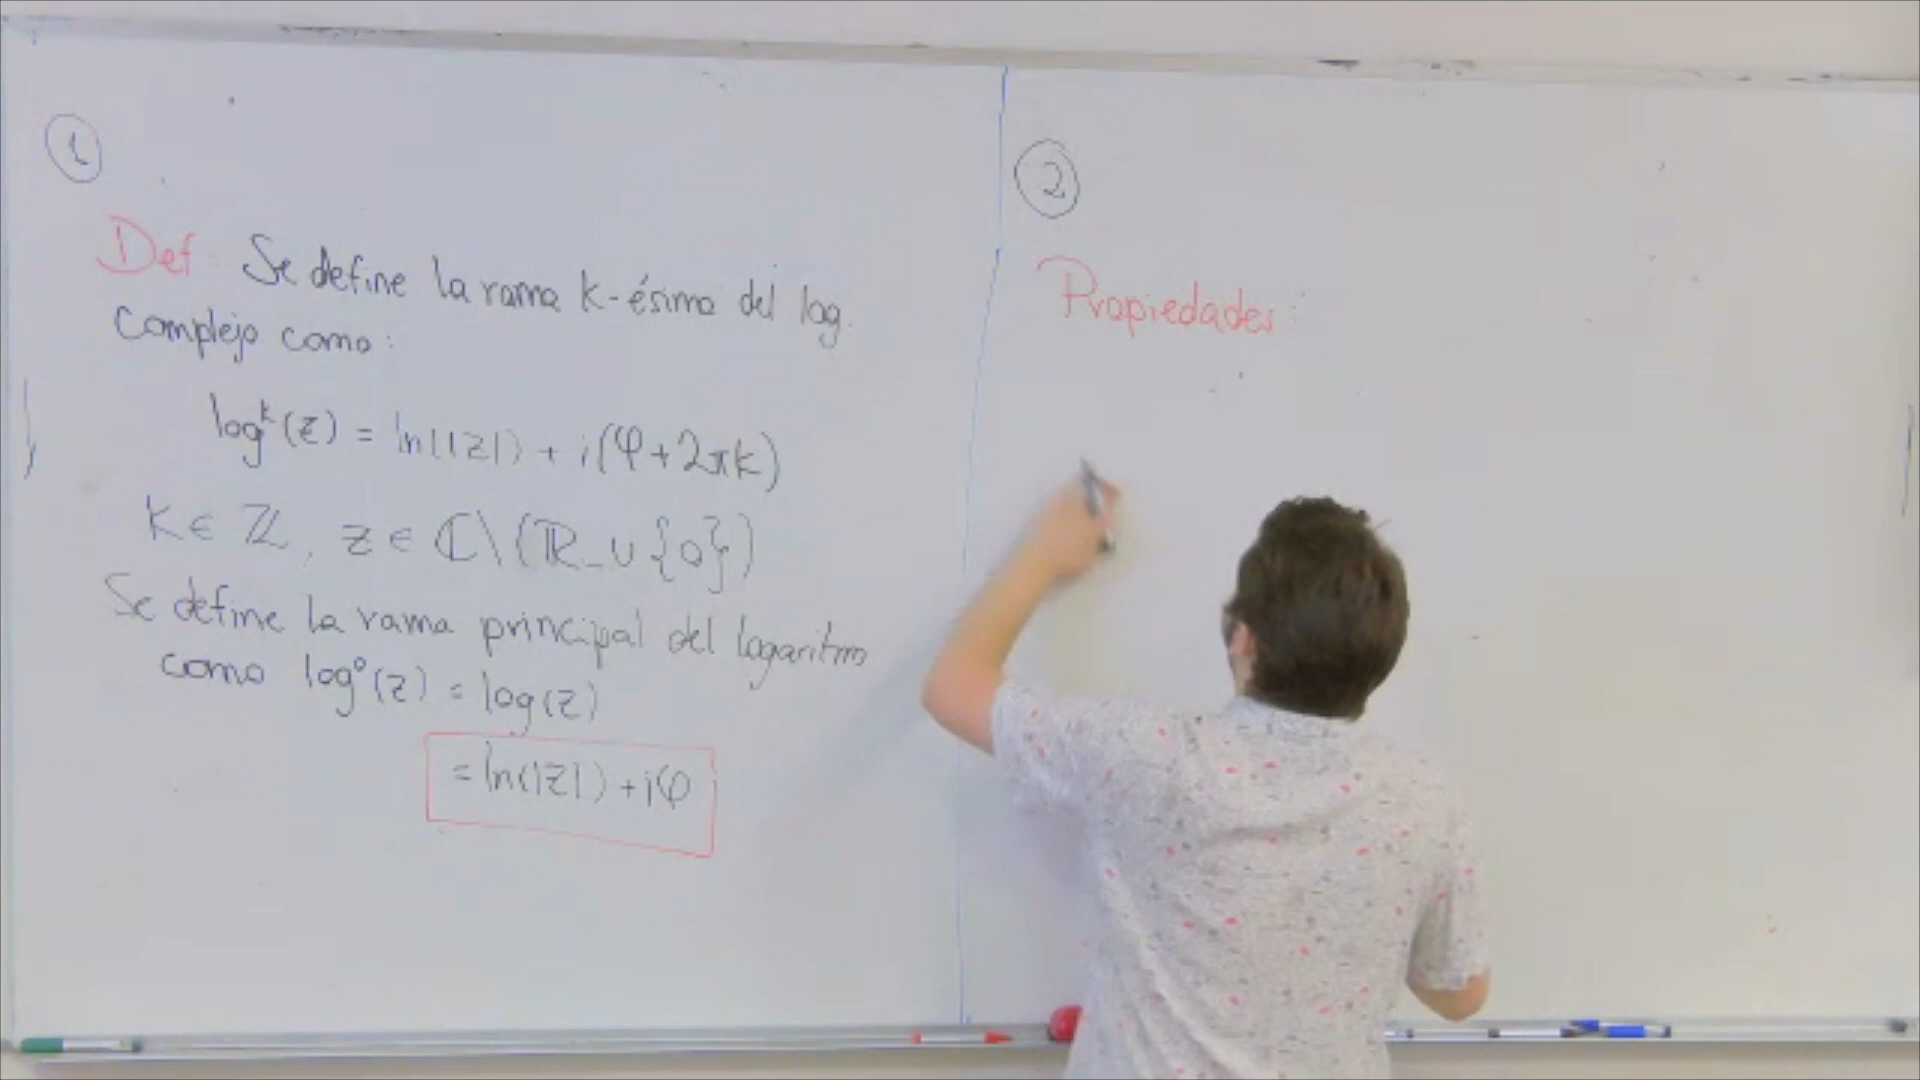 1
Def: Se define la rama k-ésima del log.
Complejo como:
log^k(z) = ln(|z|) + i(φ+2πk)
k ∈ ℤ, z ∈ ℂ\(ℝ_ ∪ {0})
Se define la rama principal del logaritmo
como log^0(z) = log(z)
= ln(|z|) + iφ
2
Propiedades: